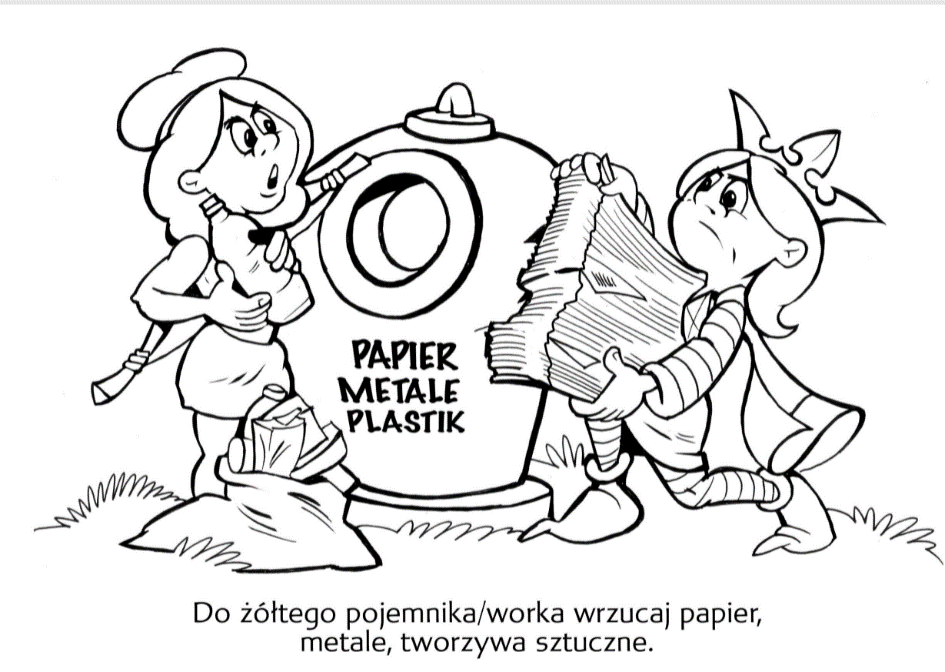 PAPIER
METALE
PLASTIK
Do żółtego pojemnika/worka wrzucaj papier,
metale, tworzywa sztuczne.